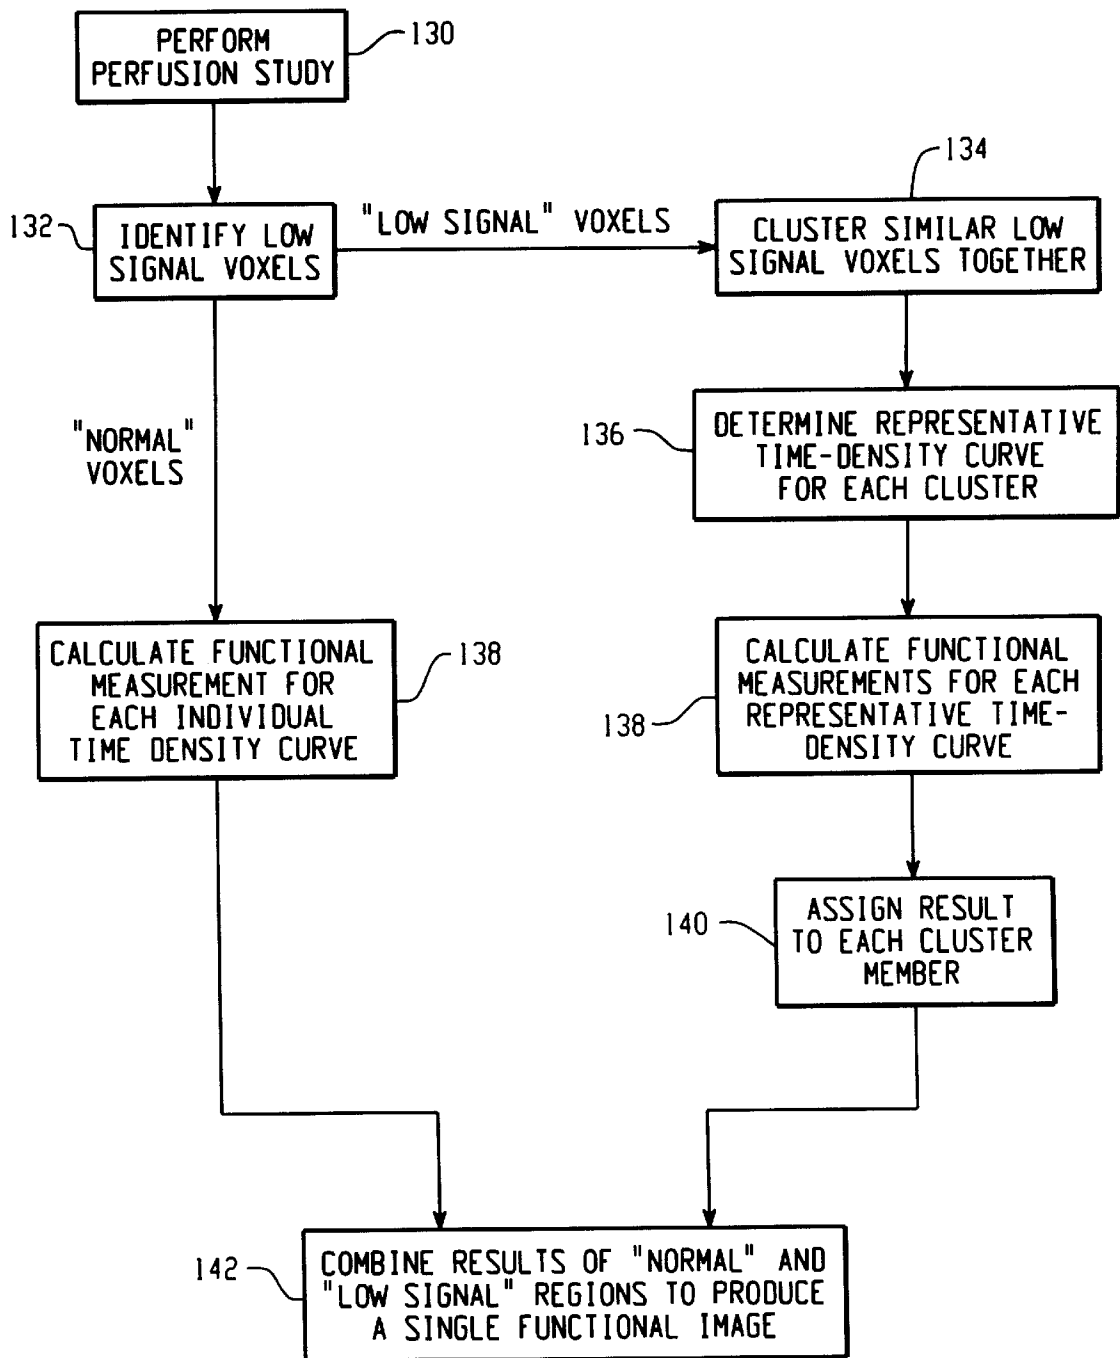 PERFORM
PERFUSION STUDY
130
132
IDENTIFY LOW
SIGNAL VOXELS
"LOW SIGNAL" VOXELS
134
CLUSTER SIMILAR LOW
SIGNAL VOXELS TOGETHER
"NORMAL"
VOXELS
136
DETERMINE REPRESENTATIVE
TIME-DENSITY CURVE
FOR EACH CLUSTER
CALCULATE FUNCTIONAL
MEASUREMENT FOR
EACH INDIVIDUAL
TIME DENSITY CURVE
138
138
CALCULATE FUNCTIONAL
MEASUREMENTS FOR EACH
REPRESENTATIVE TIME-
DENSITY CURVE
140
ASSIGN RESULT
TO EACH CLUSTER
MEMBER
142
COMBINE RESULTS OF "NORMAL" AND
"LOW SIGNAL" REGIONS TO PRODUCE
A SINGLE FUNCTIONAL IMAGE